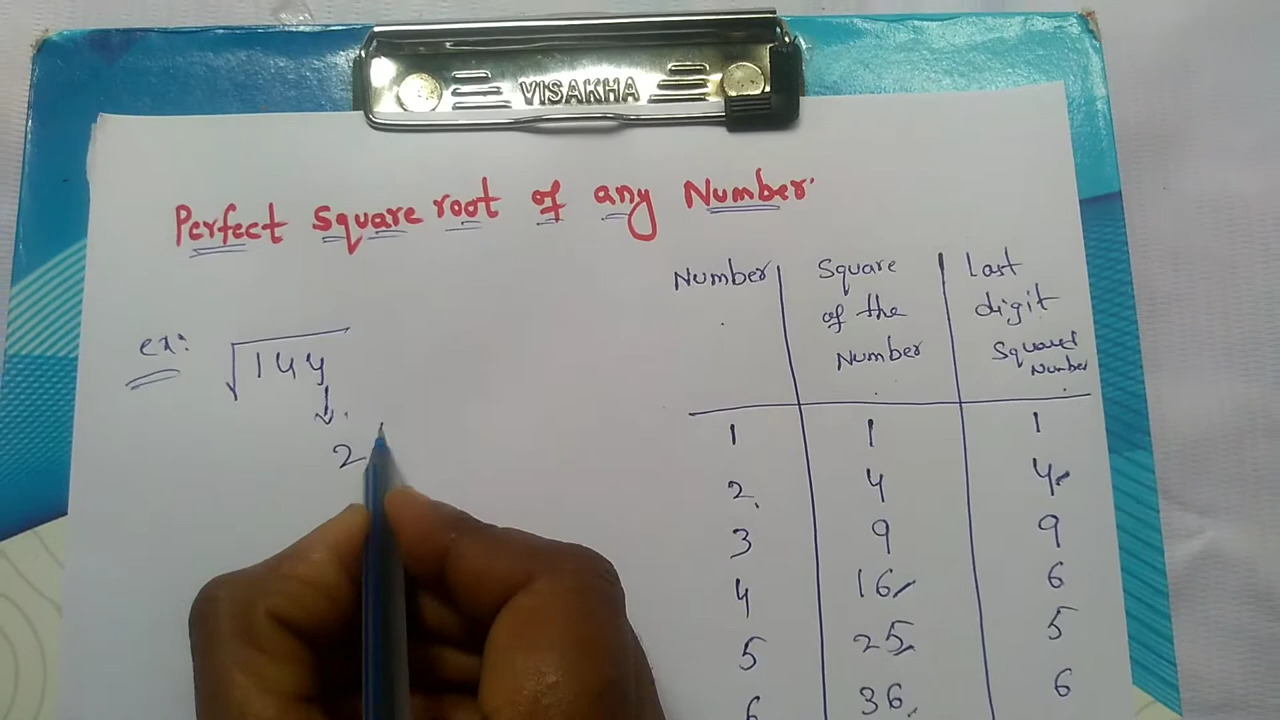 VISAKHA
Perfect Square root of any Number.
ex:
√144
2
Number | Square of the Number | Last digit Squared Number
1 1 1
2 4 4
3 9 9
4 16 6
5 25 5
6 36 6